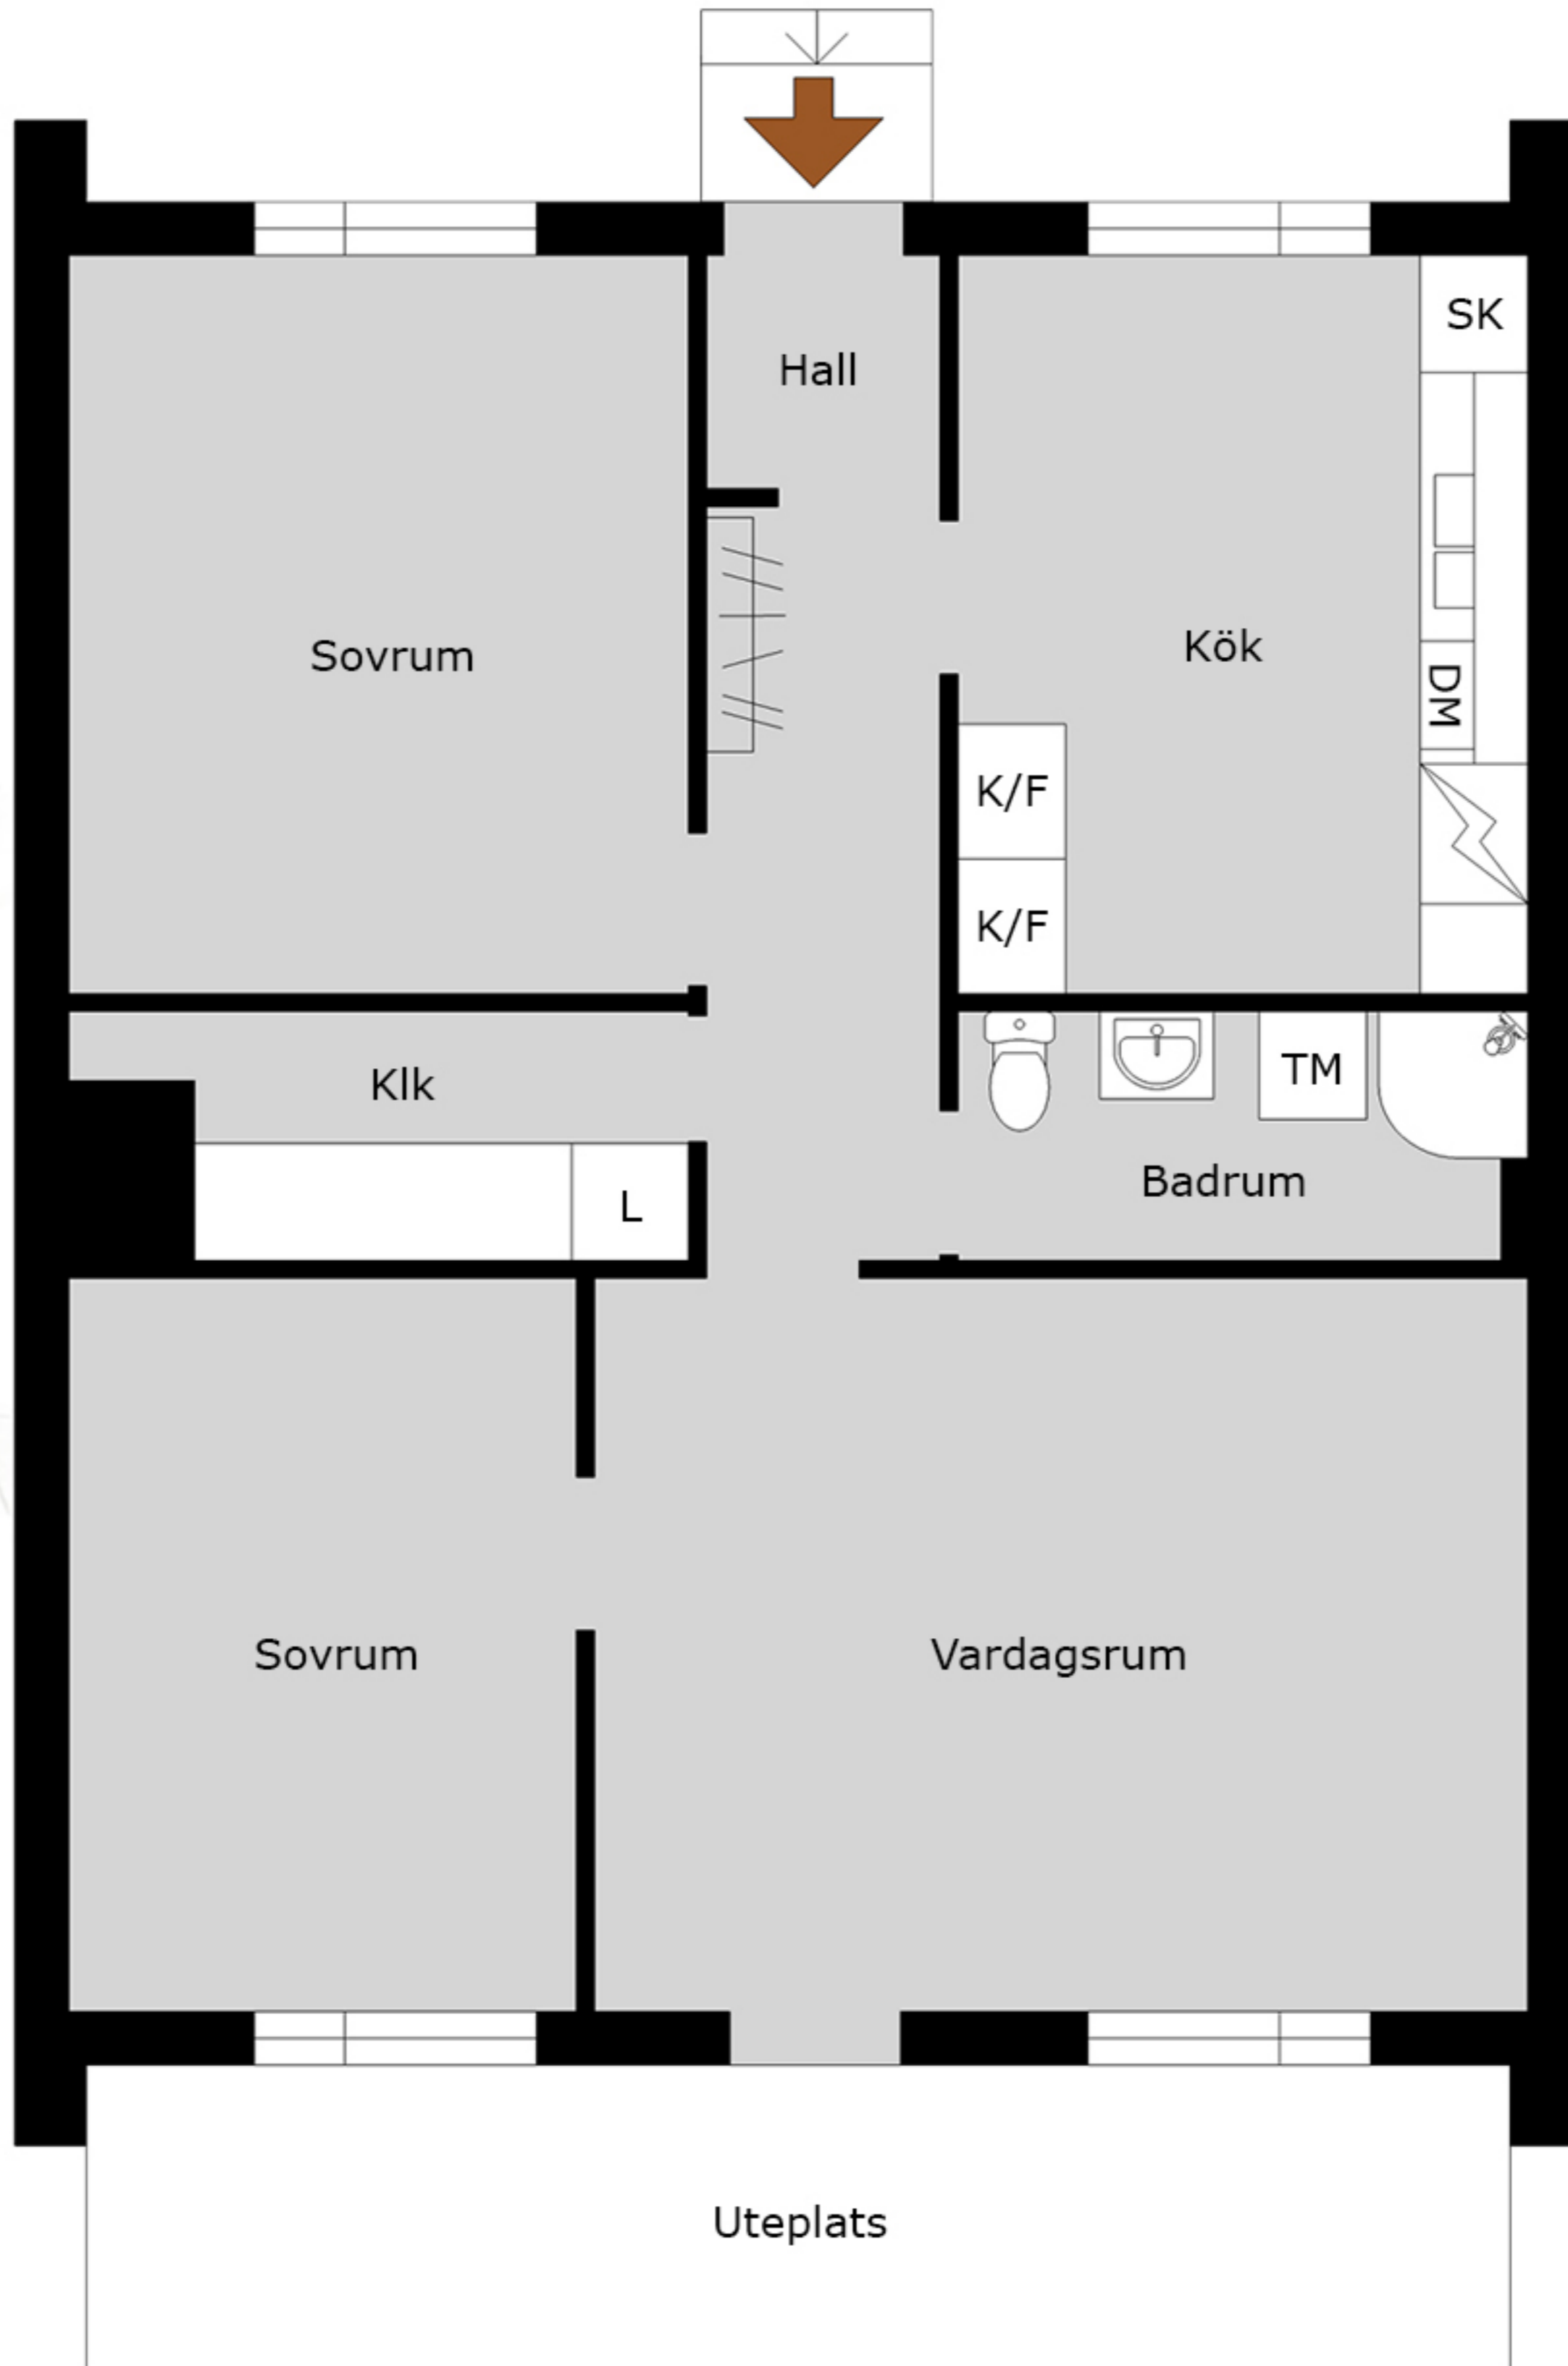 SK
Hall
Sovrum
Kök
DM
K/F
K/F
Klk
TM
Badrum
L
Sovrum
Vardagsrum
Uteplats